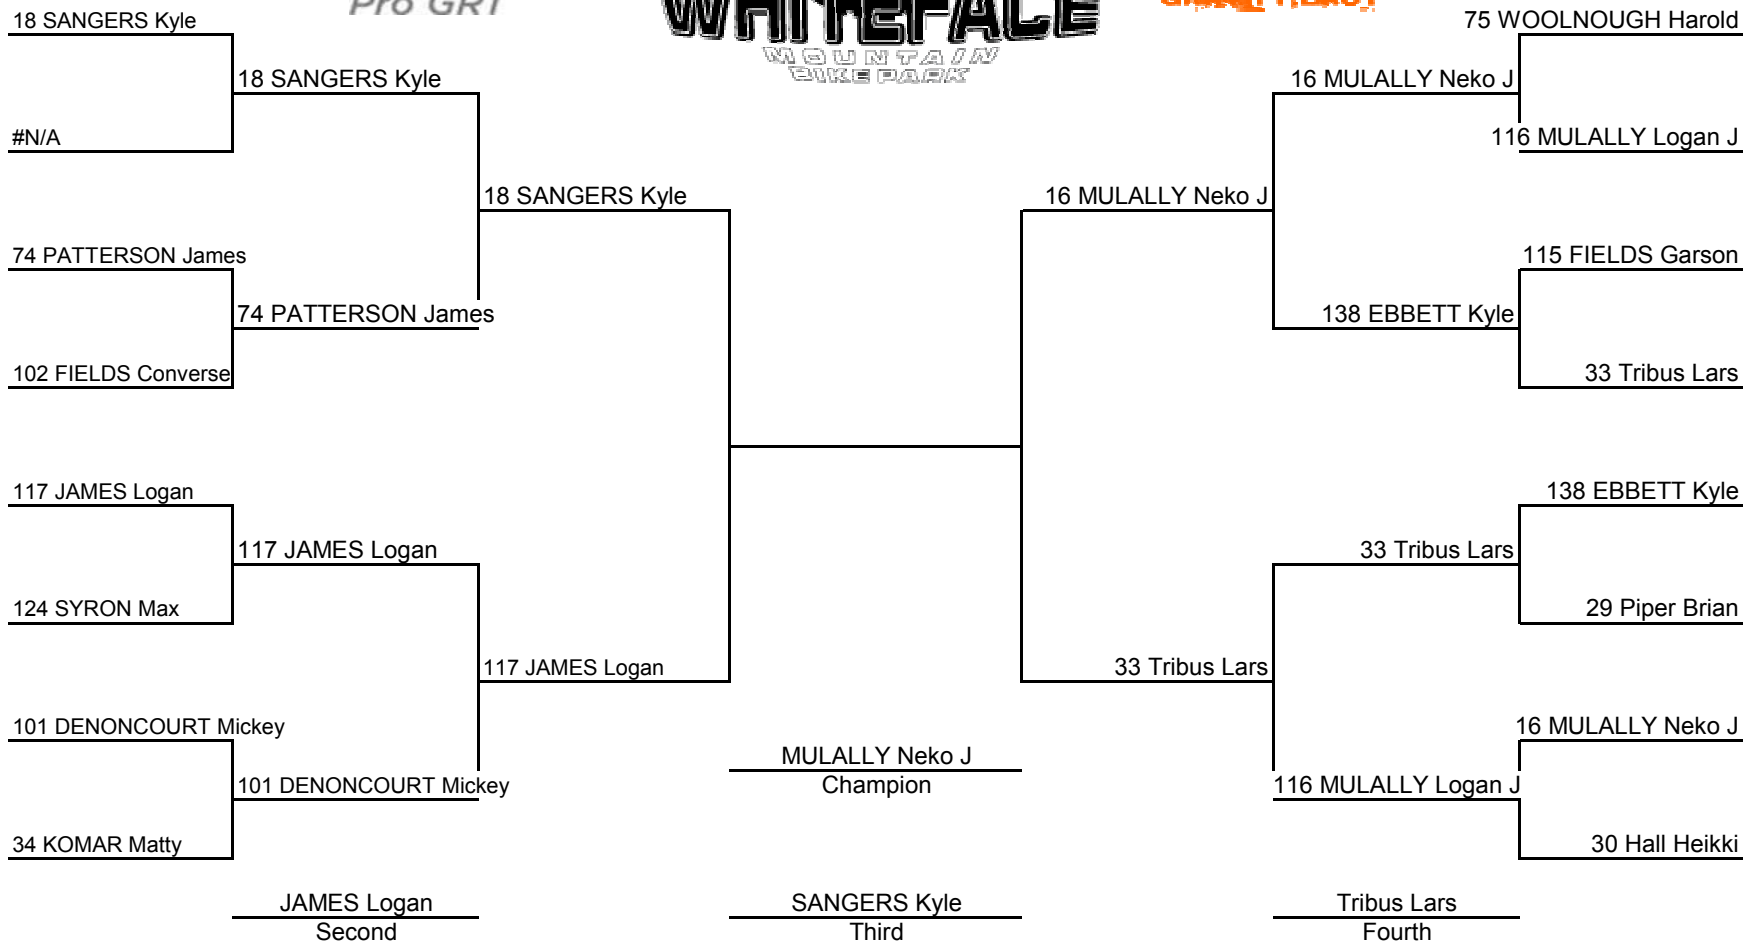 Pro GRT
WHITEFACE
MOUNTAIN
BIKE PARK
18 SANGERS Kyle
75 WOOLNOUGH Harold
18 SANGERS Kyle
16 MULALLY Neko J
#N/A
116 MULALLY Logan J
18 SANGERS Kyle
16 MULALLY Neko J
74 PATTERSON James
115 FIELDS Garson
74 PATTERSON James
138 EBBETT Kyle
102 FIELDS Converse
33 Tribus Lars
117 JAMES Logan
138 EBBETT Kyle
117 JAMES Logan
33 Tribus Lars
124 SYRON Max
29 Piper Brian
117 JAMES Logan
33 Tribus Lars
101 DENONCOURT Mickey
16 MULALLY Neko J
MULALLY Neko J
Champion
101 DENONCOURT Mickey
116 MULALLY Logan J
34 KOMAR Matty
30 Hall Heikki
JAMES Logan
SANGERS Kyle
Tribus Lars
Second
Third
Fourth